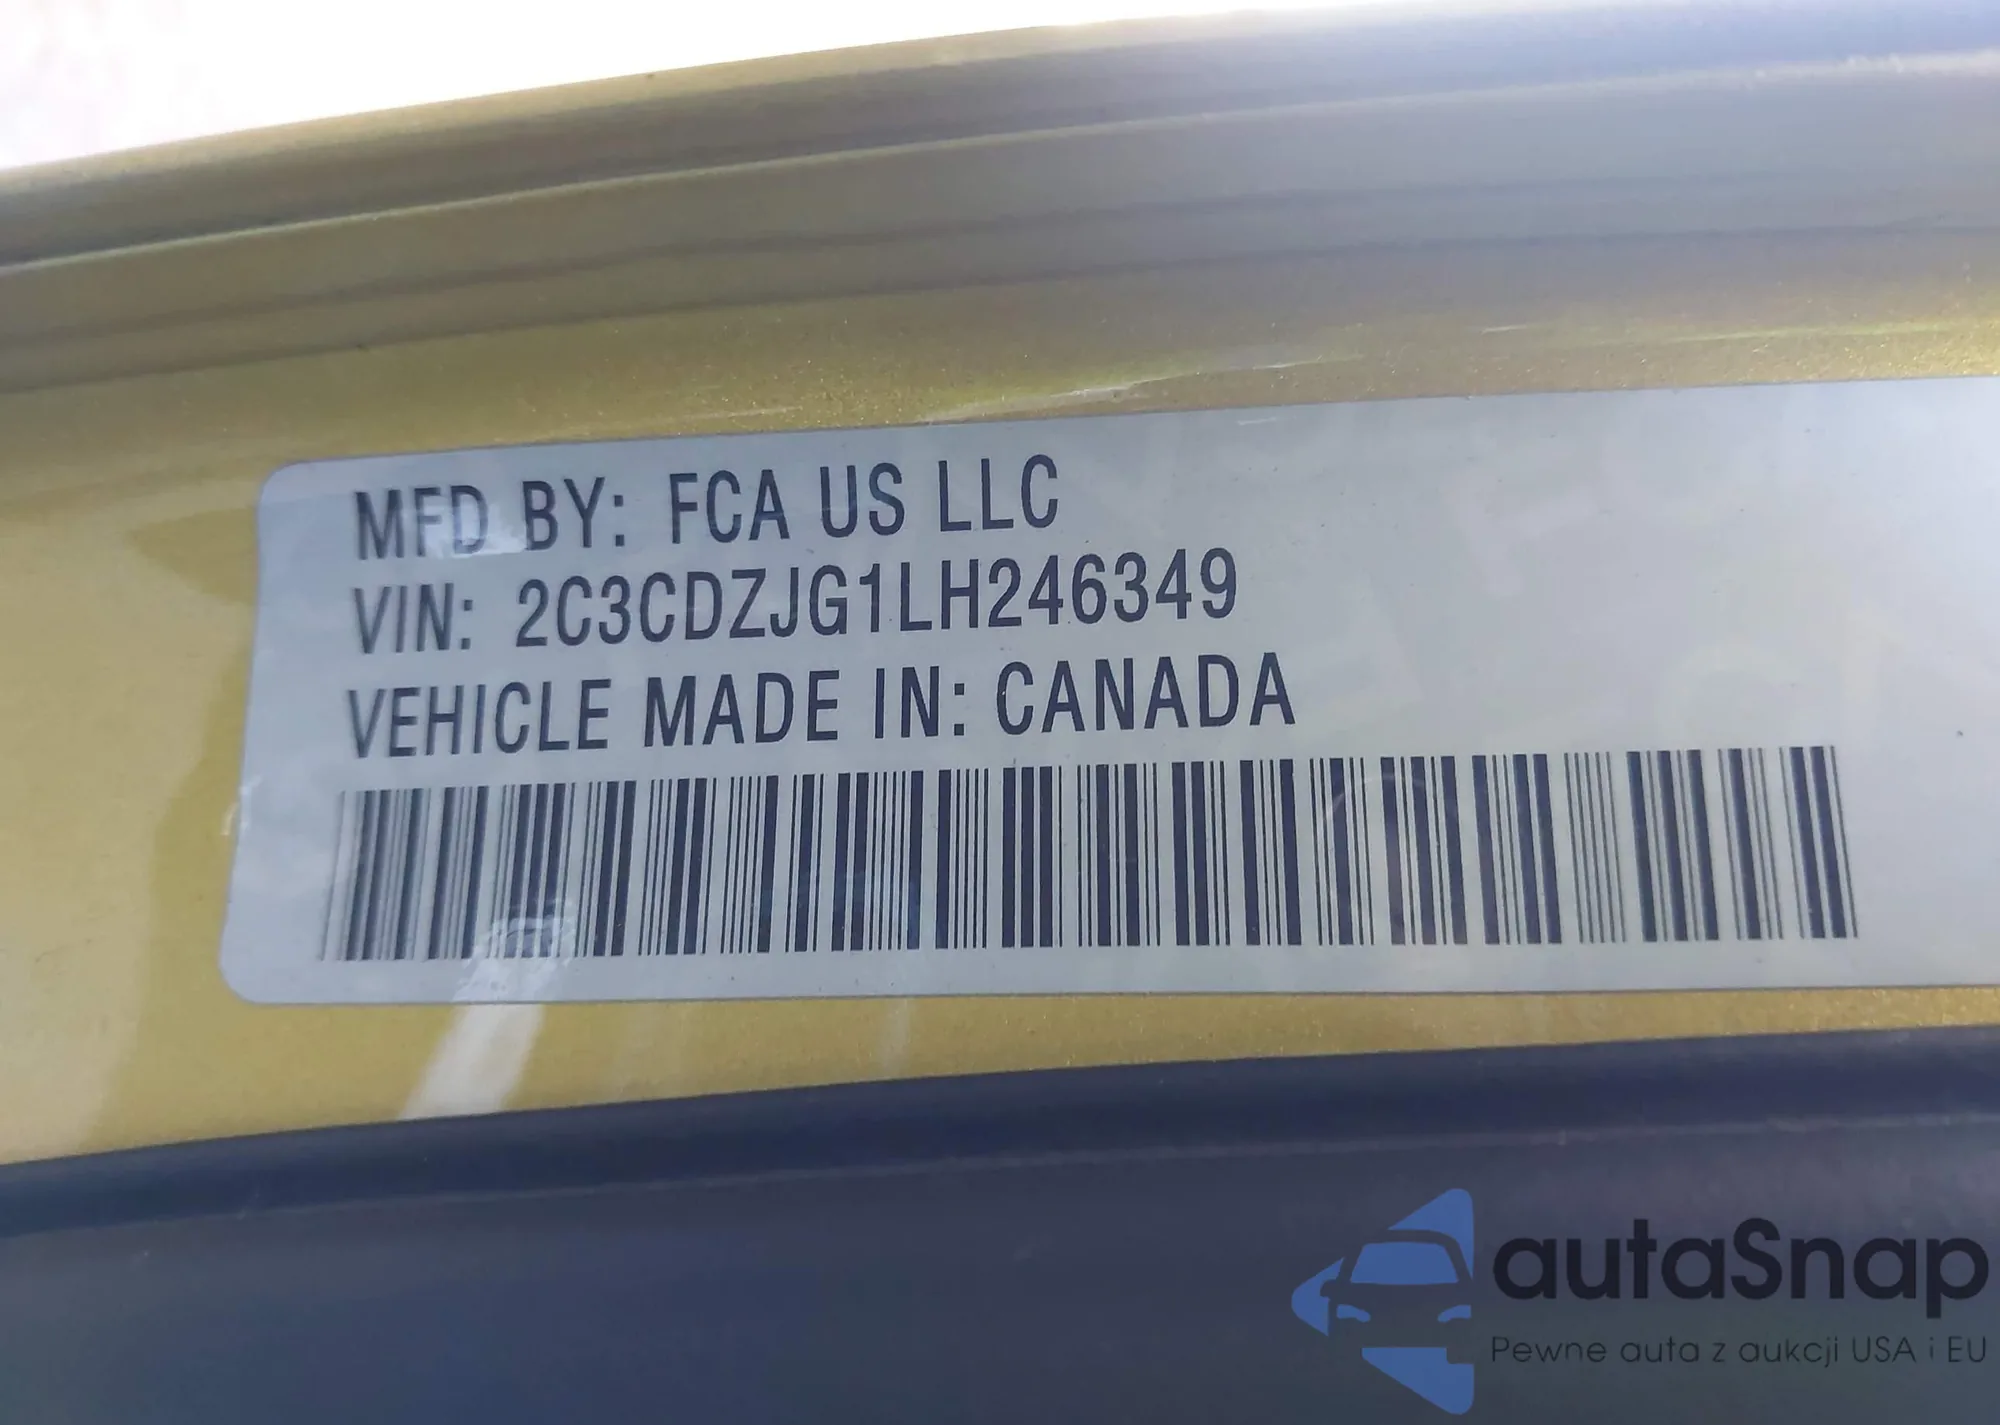 MFD BY: FCA US LLC
VIN: 2C3CDZJG1LH246349
VEHICLE MADE IN: CANADA
autaSnap
Pewne auta z aukcji USA i EU